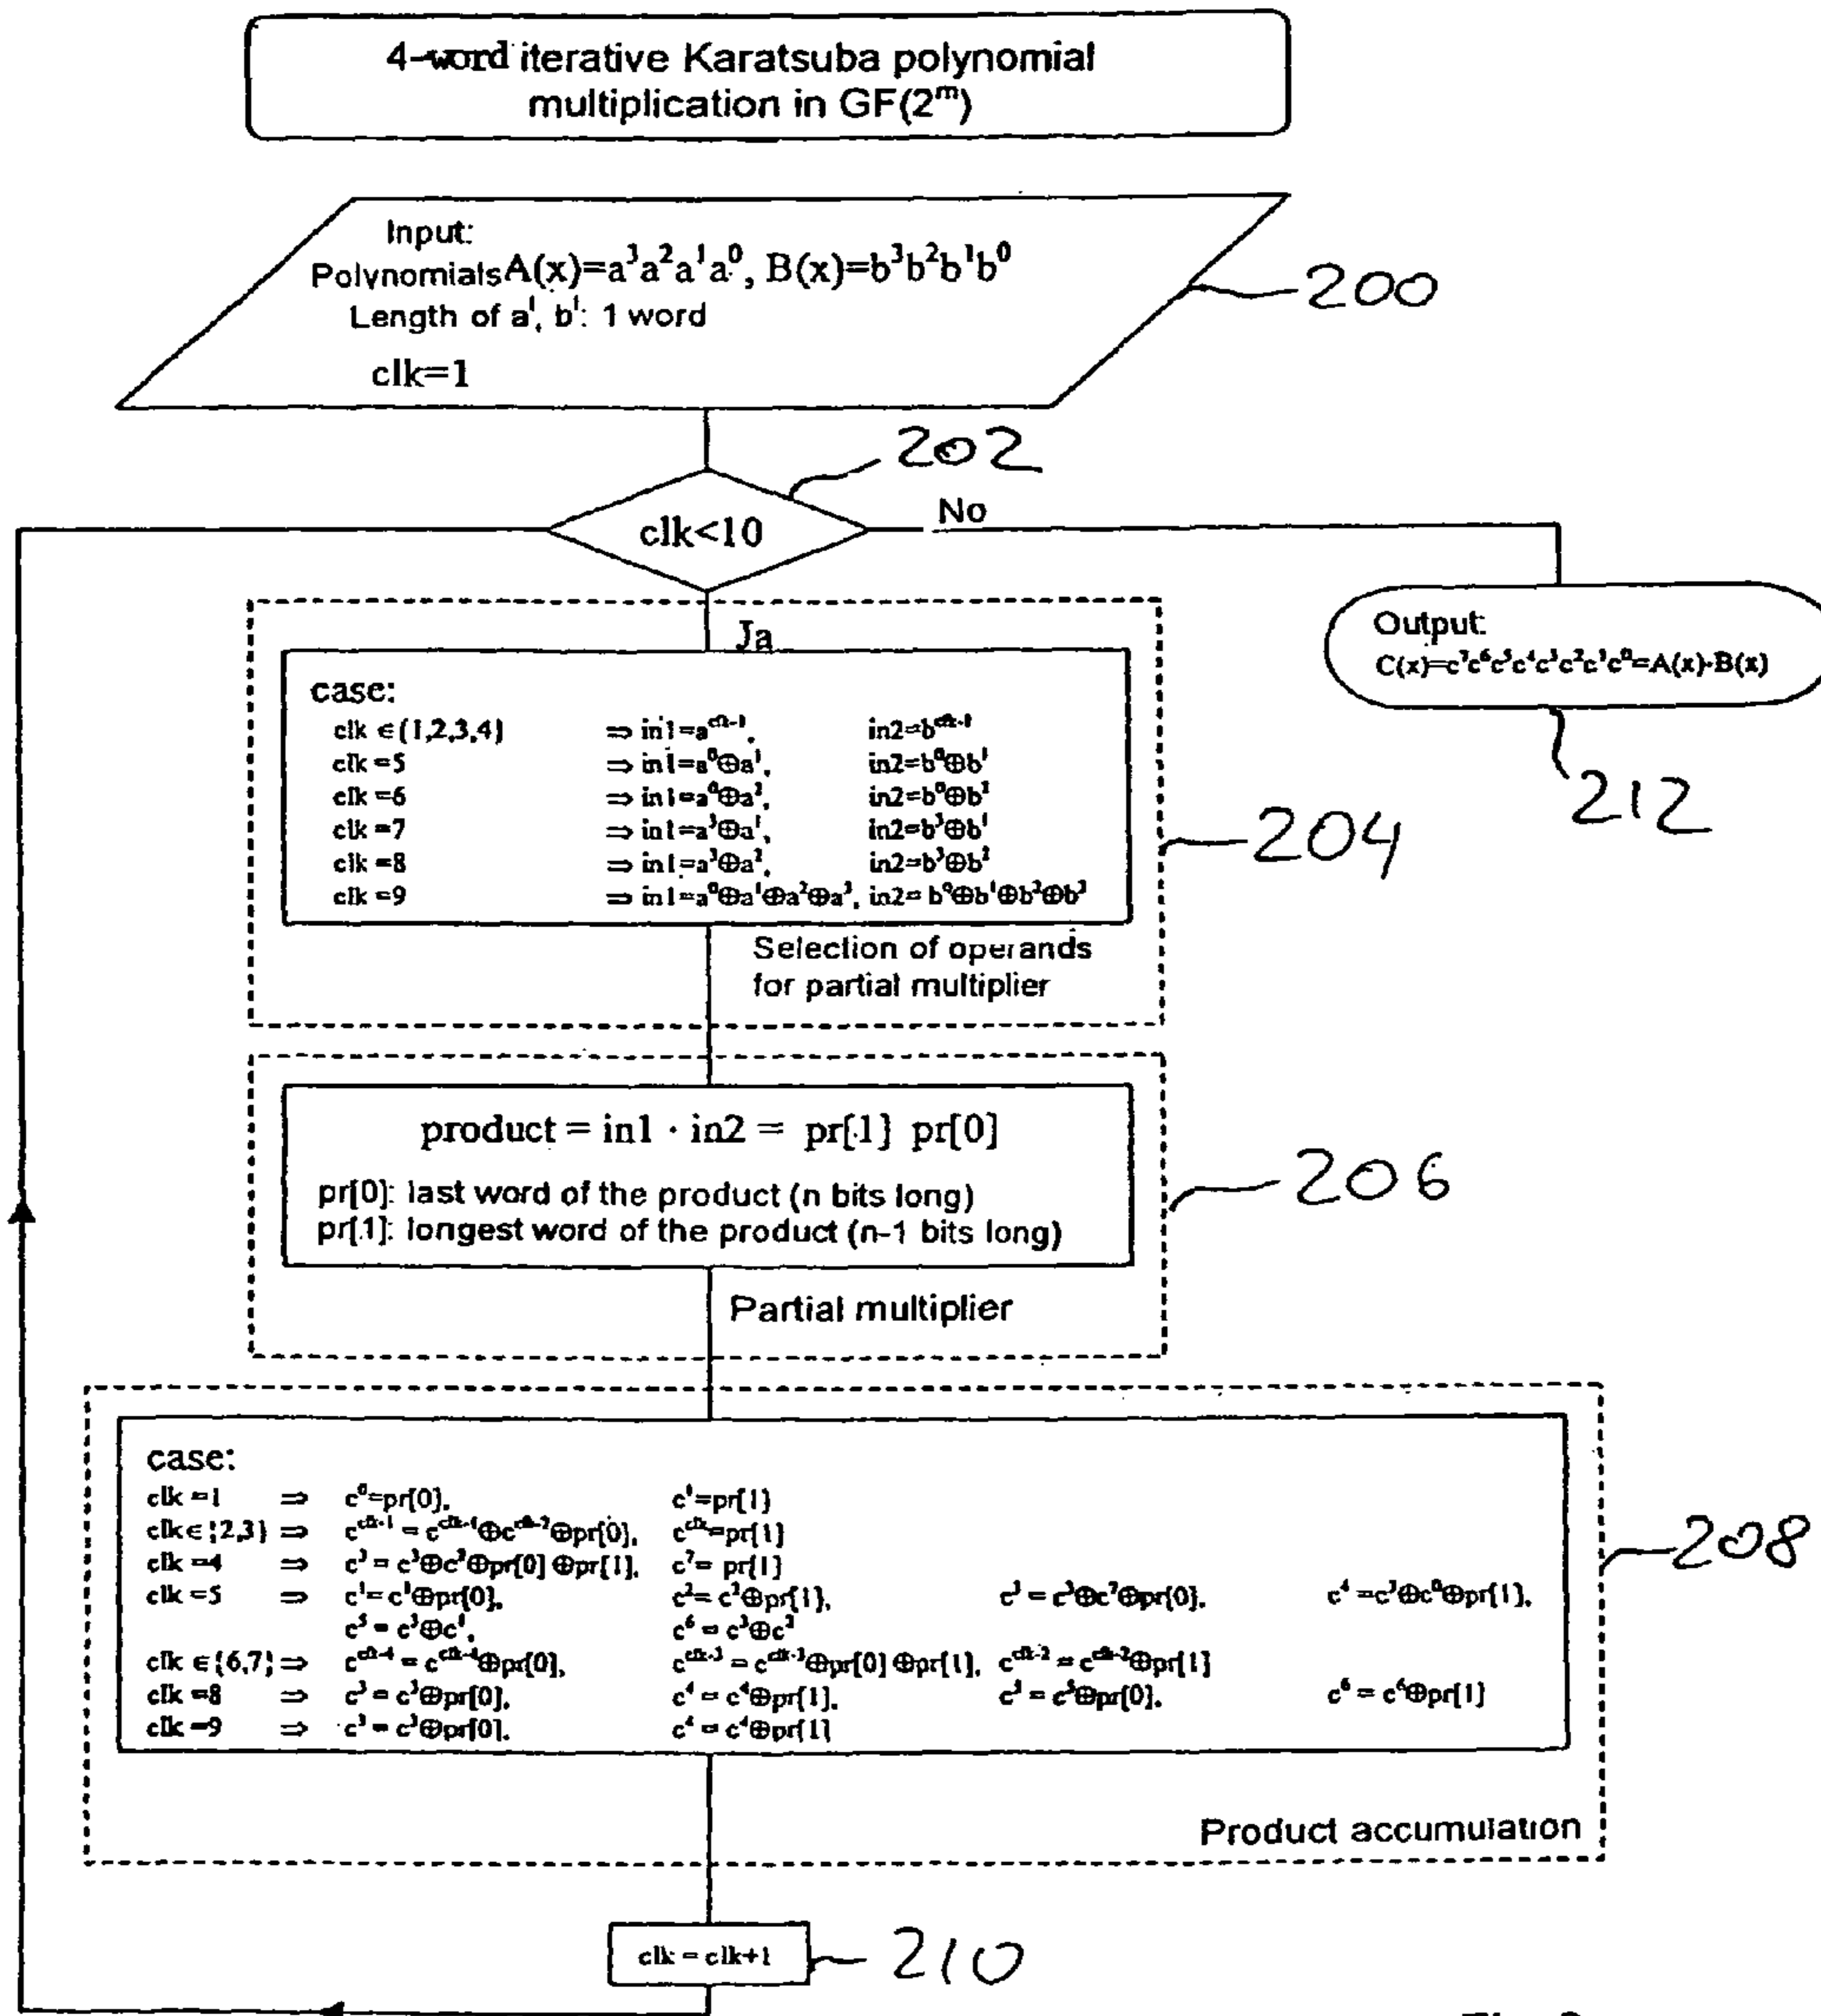 4-word iterative Karatsuba polynomial
multiplication in GF(2ᵐ)
Input:
Polynomials A(x)=a³a²a¹a⁰, B(x)=b³b²b¹b⁰
Length of aⁱ, bⁱ: 1 word
clk=1
200
202
clk<10
No
Ja
Output:
C(x)=c⁷c⁶c⁵c⁴c³c²c¹c⁰=A(x)·B(x)
212
case:
clk ∈{1,2,3,4} ⇒ in1=a^{clk-1}, in2=b^{clk-1}
clk =5 ⇒ in1=a⁰⊕a¹, in2=b⁰⊕b¹
clk =6 ⇒ in1=a⁰⊕a², in2=b⁰⊕b²
clk =7 ⇒ in1=a³⊕a¹, in2=b³⊕b¹
clk =8 ⇒ in1=a³⊕a², in2=b³⊕b²
clk =9 ⇒ in1=a⁰⊕a¹⊕a²⊕a³, in2= b⁰⊕b¹⊕b²⊕b³
204
Selection of operands
for partial multiplier
product = in1 · in2 = pr[1] pr[0]
pr[0]: last word of the product (n bits long)
pr[1]: longest word of the product (n-1 bits long)
206
Partial multiplier
case:
clk =1 ⇒ c⁰=pr[0], c¹=pr[1]
clk∈{2,3} ⇒ c^{clk-1} = c^{clk-1}⊕c^{clk-2}⊕pr[0], c^{clk}=pr[1]
clk =4 ⇒ c³ = c³⊕c²⊕pr[0] ⊕pr[1], c⁷= pr[1]
clk =5 ⇒ c¹= c¹⊕pr[0], c²= c²⊕pr[1], c³ = c³⊕c⁷⊕pr[0], c⁴ =c³⊕c⁰⊕pr[1],
c⁵ = c³⊕c¹, c⁶ = c³⊕c²
clk ∈{6,7} ⇒ c^{clk-4} = c^{clk-4}⊕pr[0], c^{clk-3} = c^{clk-3}⊕pr[0] ⊕pr[1], c^{clk-2} = c^{clk-2}⊕pr[1]
clk =8 ⇒ c³ = c³⊕pr[0], c⁴ = c⁴⊕pr[1], c⁵ = c⁵⊕pr[0], c⁶ = c⁶⊕pr[1]
clk =9 ⇒ c³ = c³⊕pr[0], c⁴ = c⁴⊕pr[1]
208
Product accumulation
clk = clk+1
210